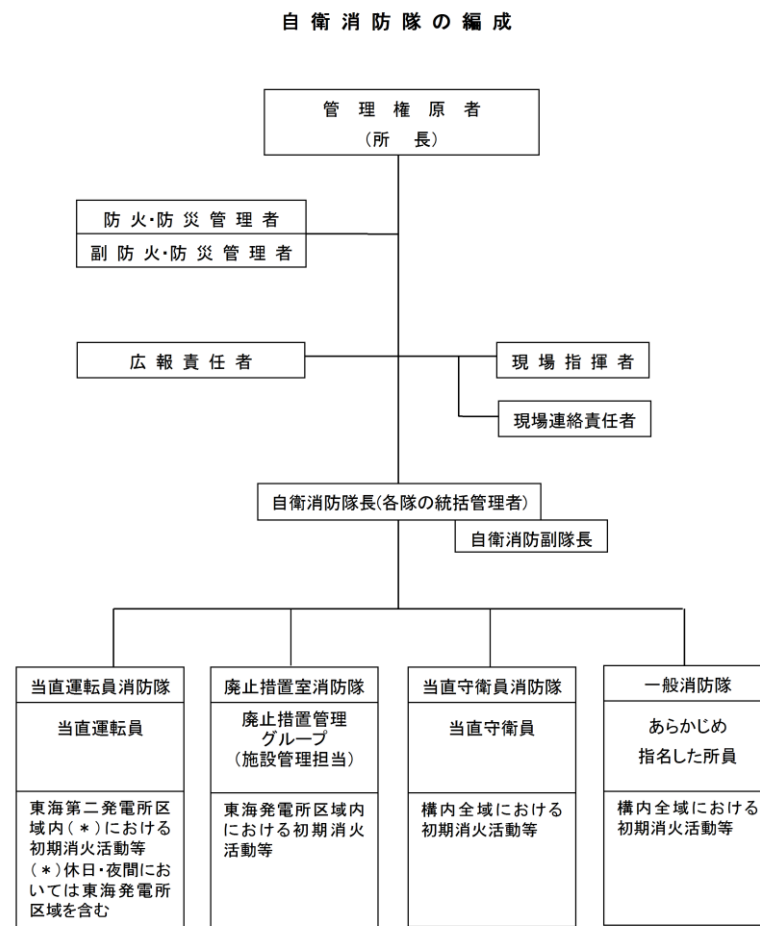 自衛消防隊の編成
管理権原者
(所長)
防火・防災管理者
副防火・防災管理者
広報責任者
現場指揮者
現場連絡責任者
自衛消防隊長(各隊の統括管理者)
自衛消防副隊長
当直運転員消防隊
当直運転員
東海第二発電所区
域内(*)における
初期消火活動等
(*)休日・夜間にお
いては東海発電所
区域を含む
廃止措置室消防隊
廃止措置管理
グループ
(施設管理担当)
東海発電所区域内
における初期消火
活動等
当直守衛員消防隊
当直守衛員
構内全域における
初期消火活動等
一般消防隊
あらかじめ
指名した所員
構内全域における
初期消火活動等